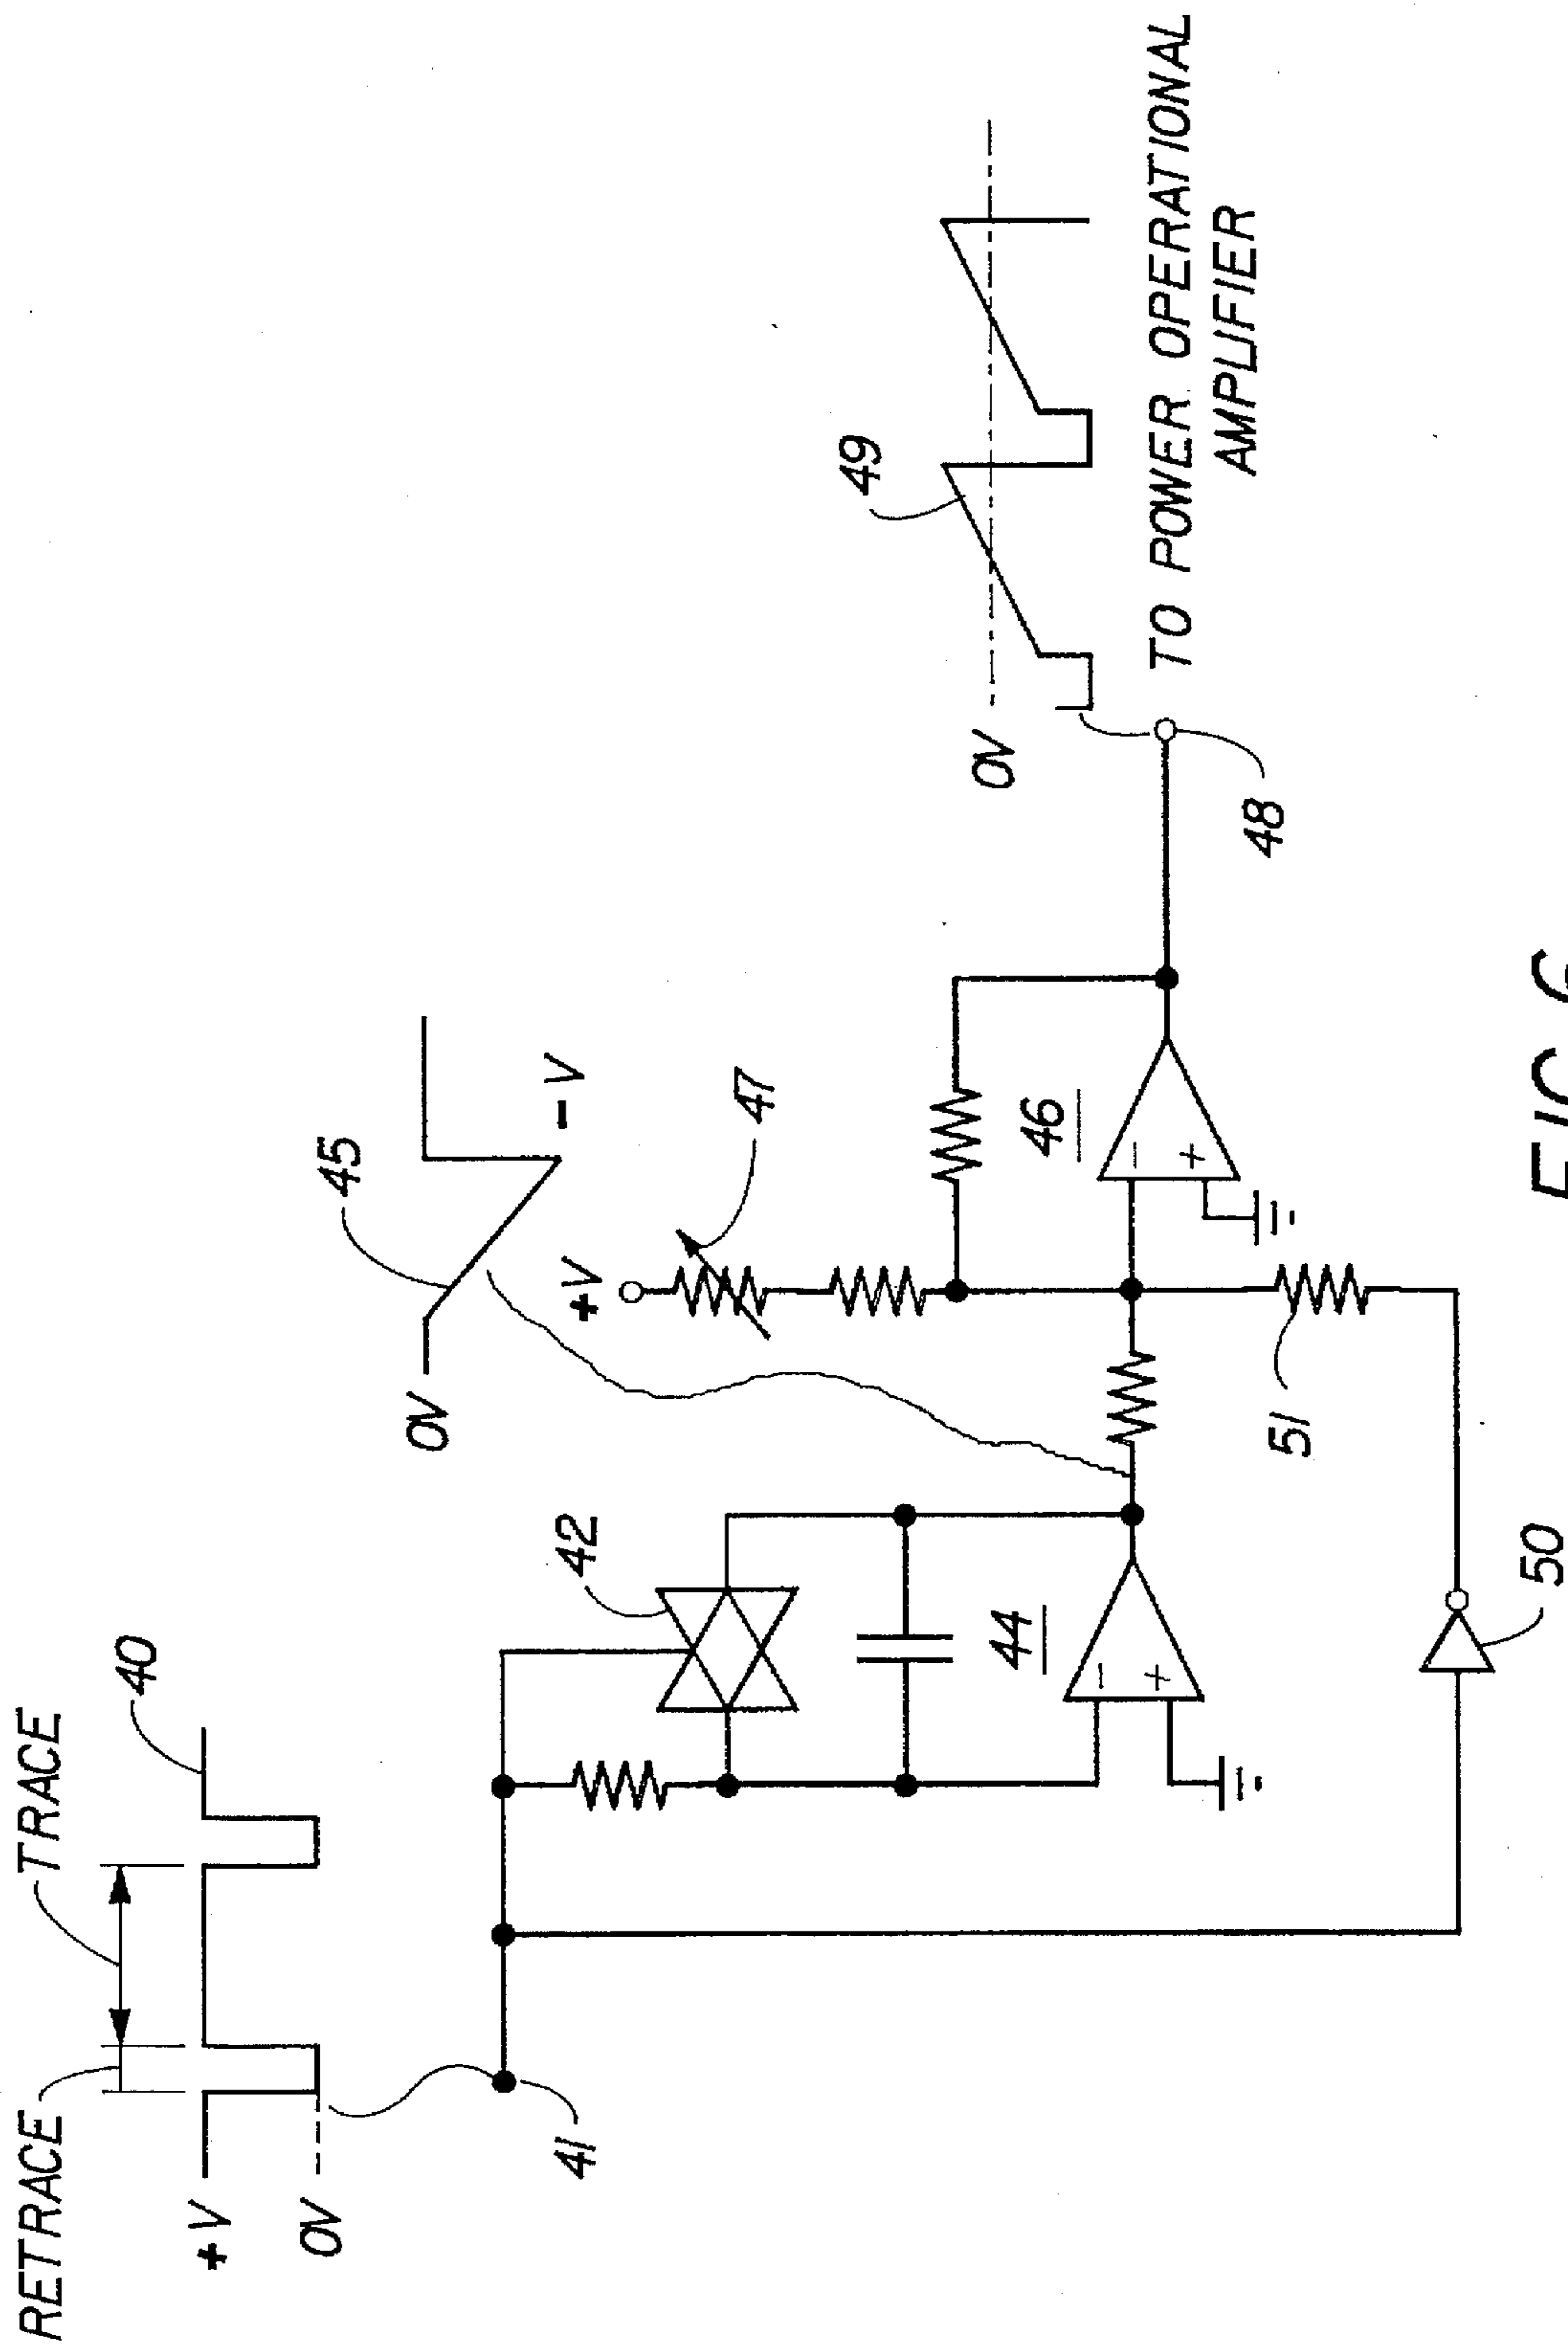 RETRACE
TRACE
40
+V
0V
41
42
44
−
+
45
0V
− V
+V
47
46
−
+
51
50
49
0V
48
TO POWER OPERATIONAL
AMPLIFIER